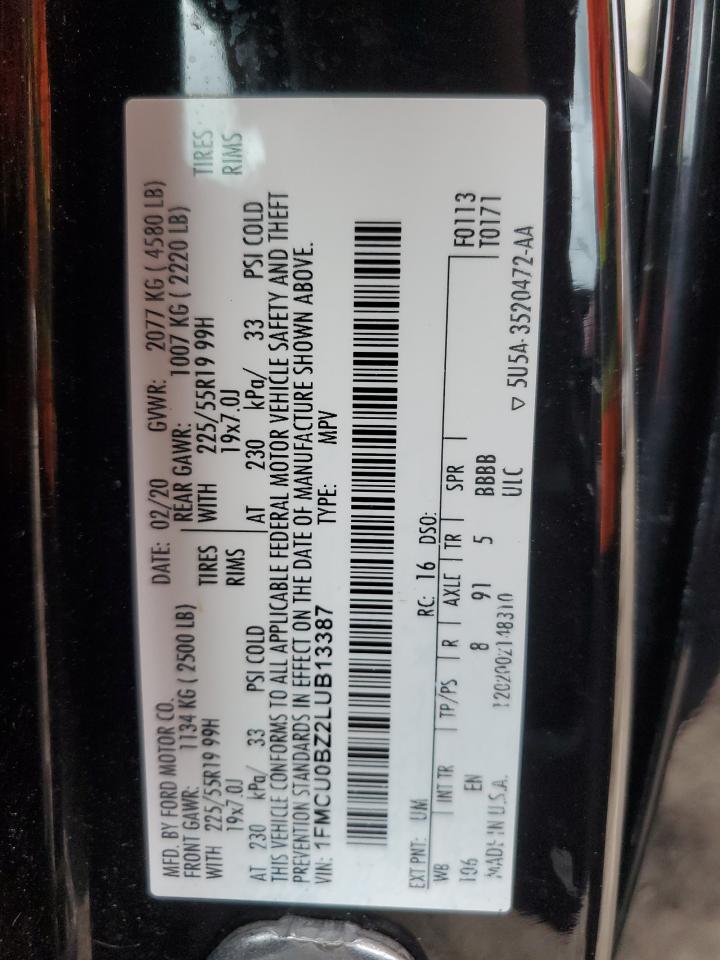 MFD. BY FORD MOTOR CO.
DATE: 02/20 GVWR: 2077 KG ( 4580 LB)
FRONT GAWR: 1134 KG ( 2500 LB) REAR GAWR: 1007 KG ( 2220 LB)
WITH 225/55R19 99H TIRES WITH 225/55R19 99H TIRES
19x7.0J RIMS 19x7.0J RIMS
AT 230 kPa/ 33 PSI COLD AT 230 kPa/ 33 PSI COLD
THIS VEHICLE CONFORMS TO ALL APPLICABLE FEDERAL MOTOR VEHICLE SAFETY AND THEFT
PREVENTION STANDARDS IN EFFECT ON THE DATE OF MANUFACTURE SHOWN ABOVE.
VIN: 1FMCU0BZ2LUB13387 TYPE: MPV
EXT PNT: UM RC: 16 DSO:
WB INT TR TP/PS R AXLE TR SPR F0113
106 EN 8 91 5 BBBB T0171
MADE IN U.S.A. ULC
▽ 5U5A-3520472-AA